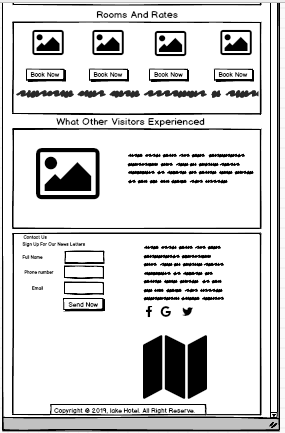 Rooms And Rates
Book Now Book Now Book Now Book Now
What Other Visitors Experienced
Contact Us
Sign Up For Our News Letters
Full Name
Phone number
Email
Send Now
Copyright © 2019, lake Hotel. All Right Reserve.